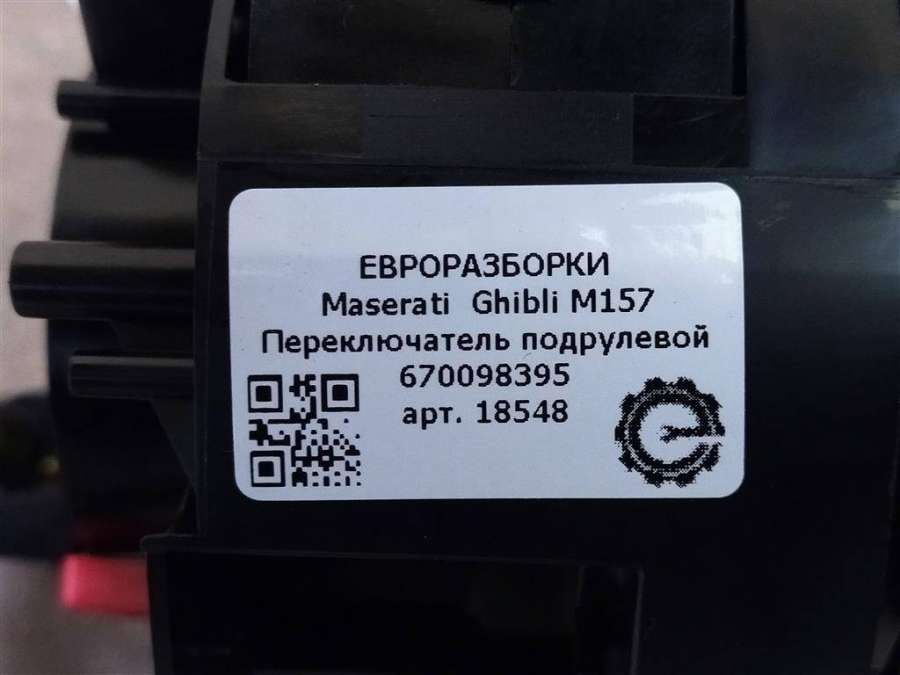 ЕВРОРАЗБОРКИ
Maserati Ghibli M157
Переключатель подрулевой
670098395
арт. 18548